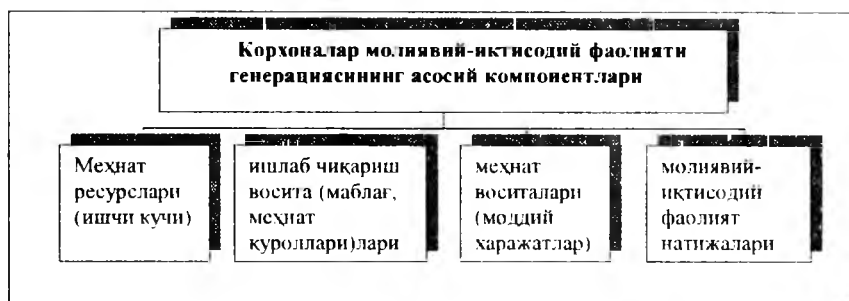 Корхоналар молиявий-иктисодий фаолияти
генерациясининг асосий компонентлари
Меҳнат
ресурслари
(ишчи кучи)
ишлаб чиқариш
восита (маблағ,
меҳнат
қуроллари)лари
меҳнат
воситалари
(моддий
харажатлар)
молиявий-
иқтисодий
фаолият
натижалари